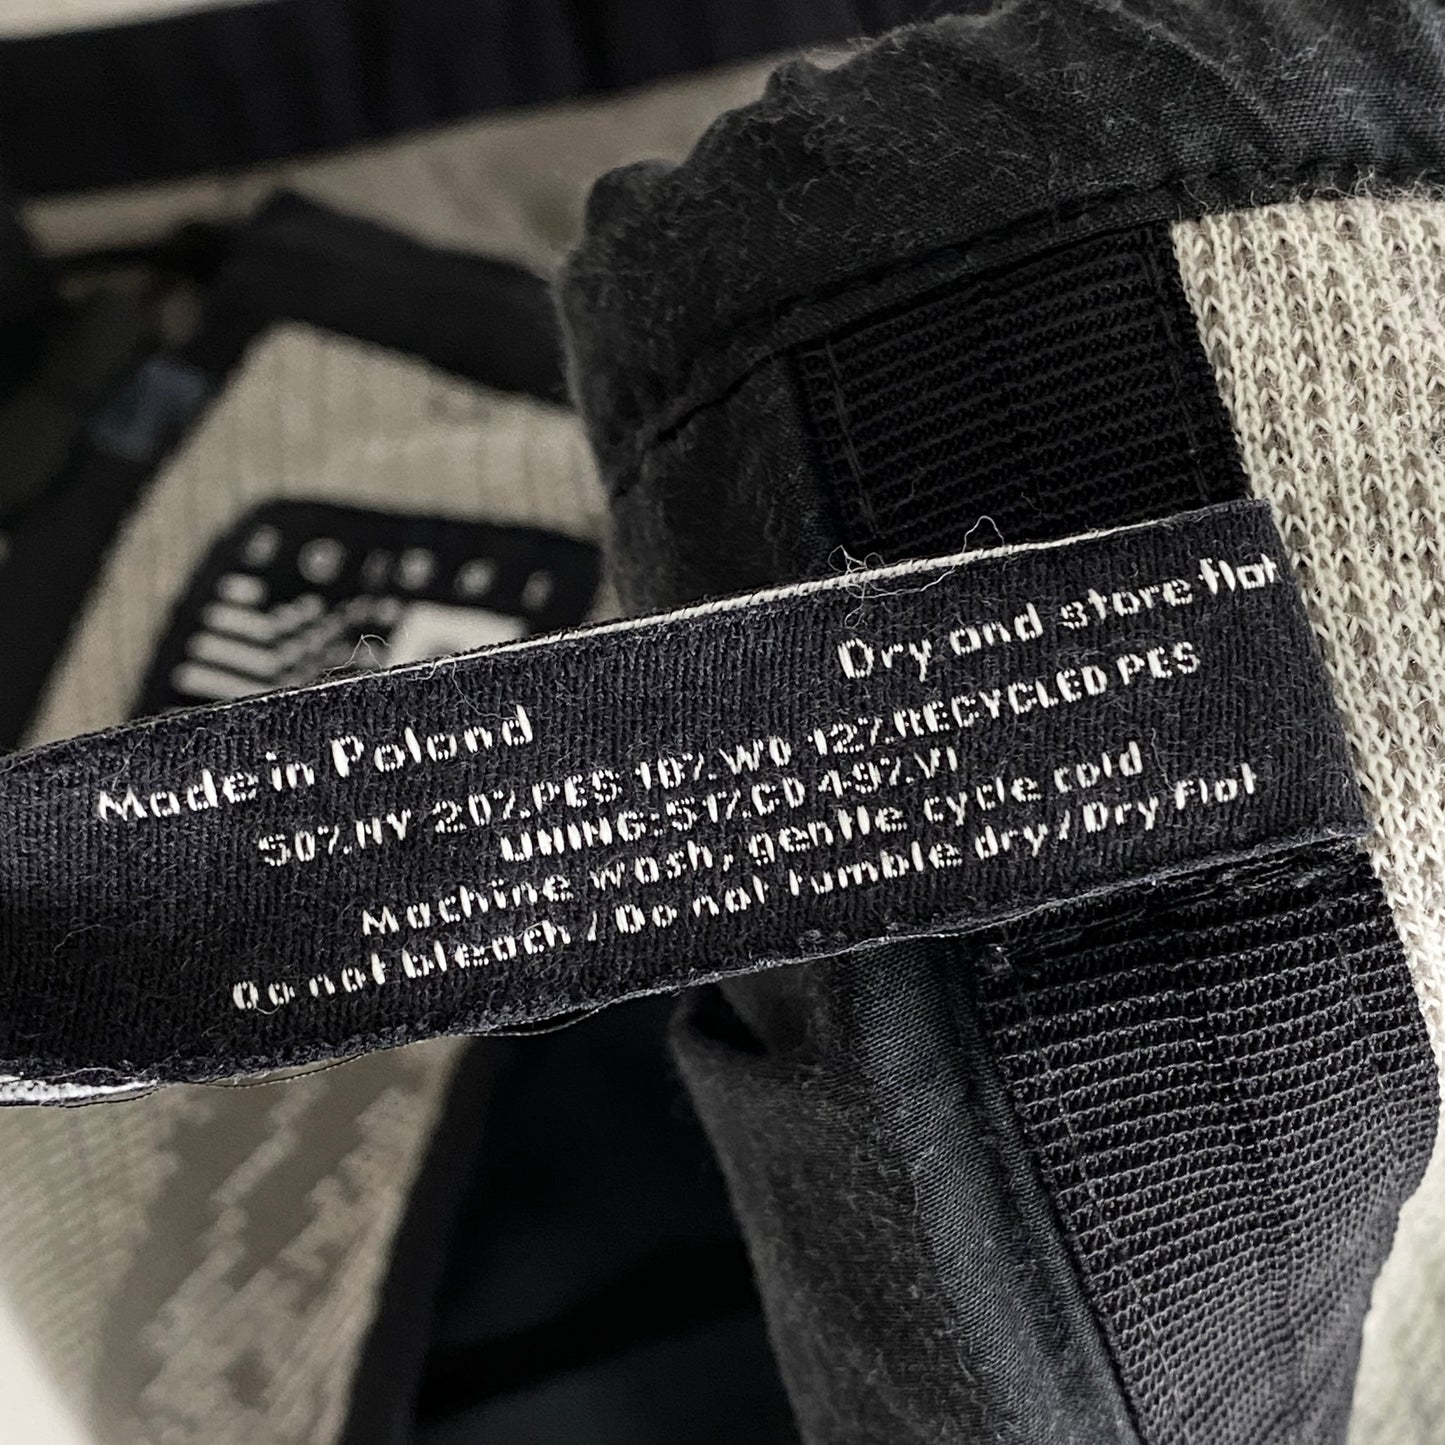 Made in Poland
Dry and store flat
50%NY 20%PES 18%WO 12%RECYCLED PES
LINING:51%CO 49%VI
Machine wash, gentle cycle cold
Do not bleach / Do not tumble dry / Dry Flat